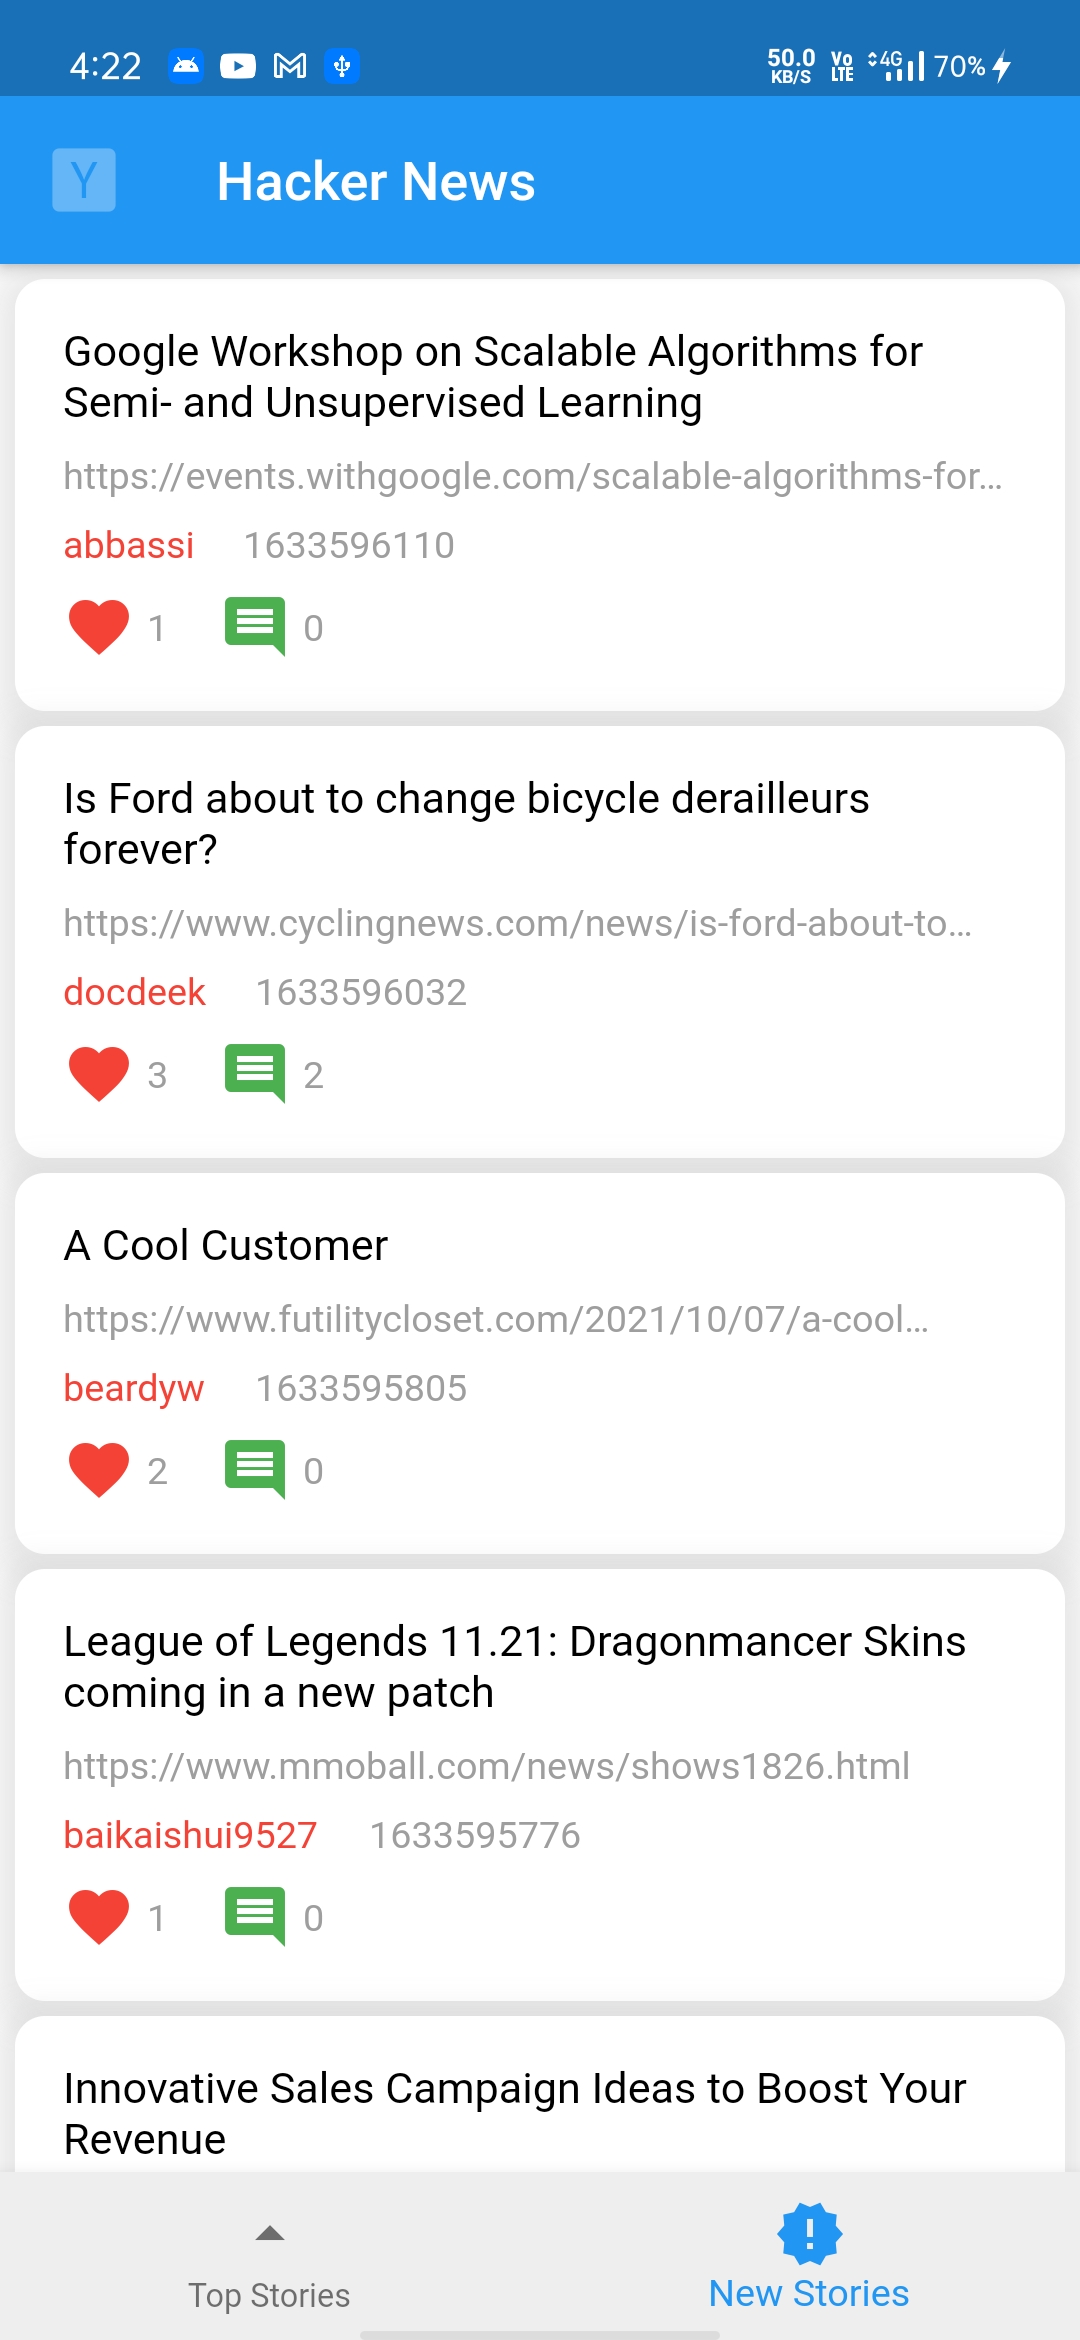 4:22 50.0 KB/S Vo LTE 4G 70%
Y Hacker News
Google Workshop on Scalable Algorithms for
Semi- and Unsupervised Learning
https://events.withgoogle.com/scalable-algorithms-for...
abbassi 1633596110
1 0
Is Ford about to change bicycle derailleurs
forever?
https://www.cyclingnews.com/news/is-ford-about-to...
docdeek 1633596032
3 2
A Cool Customer
https://www.futilitycloset.com/2021/10/07/a-cool...
beardyw 1633595805
2 0
League of Legends 11.21: Dragonmancer Skins
coming in a new patch
https://www.mmoball.com/news/shows1826.html
baikaishui9527 1633595776
1 0
Innovative Sales Campaign Ideas to Boost Your
Revenue
Top Stories New Stories